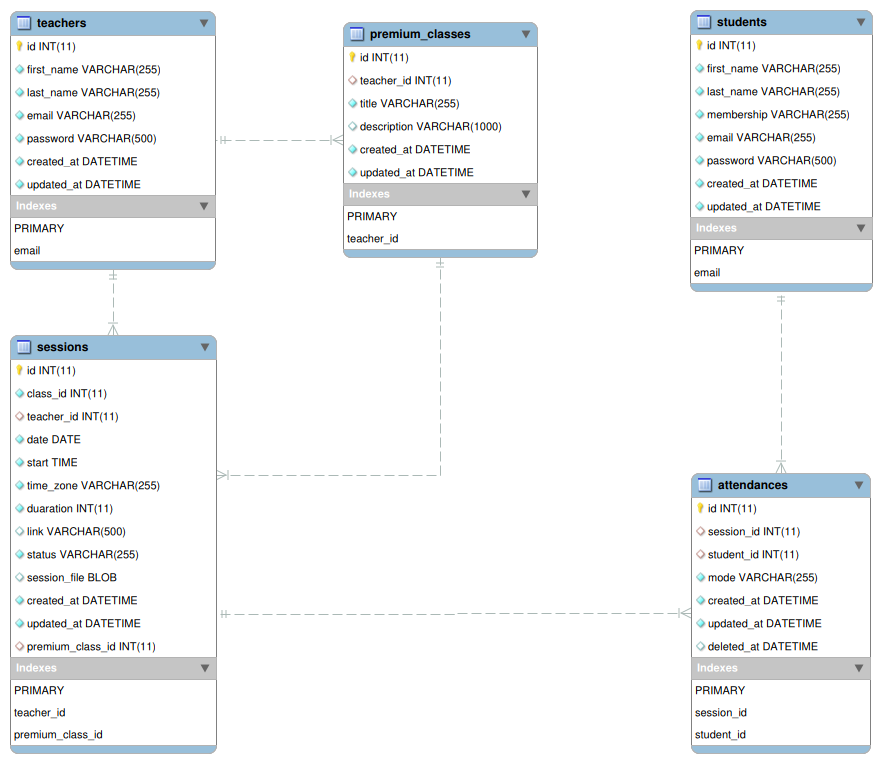 teachers
id INT(11)
first_name VARCHAR(255)
last_name VARCHAR(255)
email VARCHAR(255)
password VARCHAR(500)
created_at DATETIME
updated_at DATETIME
Indexes
PRIMARY
email
premium_classes
id INT(11)
teacher_id INT(11)
title VARCHAR(255)
description VARCHAR(1000)
created_at DATETIME
updated_at DATETIME
Indexes
PRIMARY
teacher_id
students
id INT(11)
first_name VARCHAR(255)
last_name VARCHAR(255)
membership VARCHAR(255)
email VARCHAR(255)
password VARCHAR(500)
created_at DATETIME
updated_at DATETIME
Indexes
PRIMARY
email
sessions
id INT(11)
class_id INT(11)
teacher_id INT(11)
date DATE
start TIME
time_zone VARCHAR(255)
duaration INT(11)
link VARCHAR(500)
status VARCHAR(255)
session_file BLOB
created_at DATETIME
updated_at DATETIME
premium_class_id INT(11)
Indexes
PRIMARY
teacher_id
premium_class_id
attendances
id INT(11)
session_id INT(11)
student_id INT(11)
mode VARCHAR(255)
created_at DATETIME
updated_at DATETIME
deleted_at DATETIME
Indexes
PRIMARY
session_id
student_id